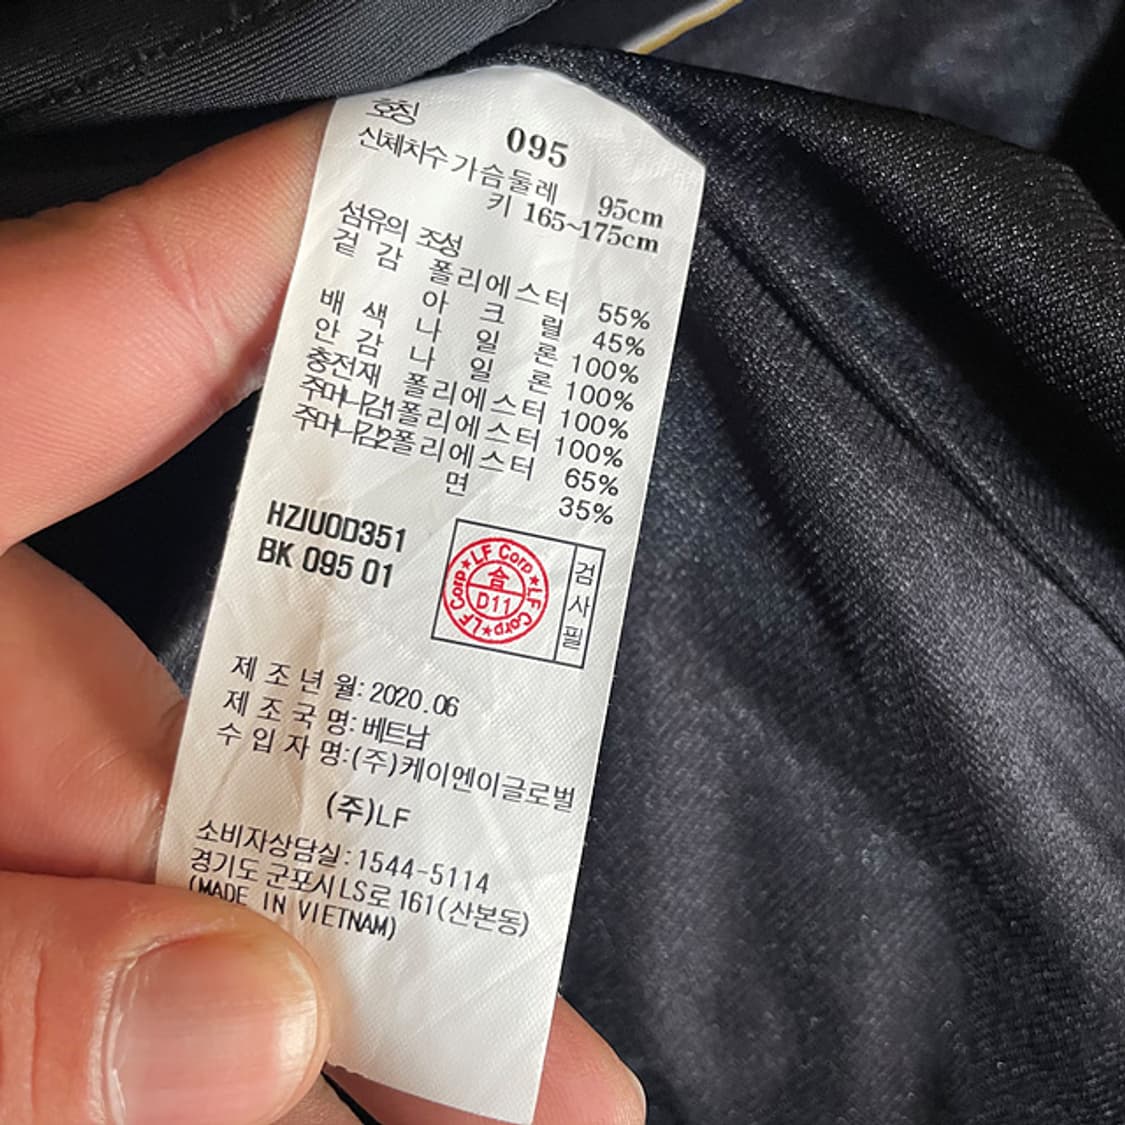 호칭 095
신체치수 가슴둘레 95cm
키 165~175cm
섬유의 조성
겉감 폴리에스터 55%
아크릴 45%
배색 나일론 100%
안감 나일론 100%
충전재 폴리에스터 100%
주머니감1 폴리에스터 100%
주머니감2 폴리에스터 65%
면 35%
HZJU0D351
BK 095 01
LF Corp★LF Corp★LF Corp★
合
D11
검사필
제조년월: 2020.06
제조국명: 베트남
수입자명:(주)케이엔이글로벌
(주)LF
소비자상담실:1544-5114
경기도 군포시 LS로 161(산본동)
(MADE IN VIETNAM)